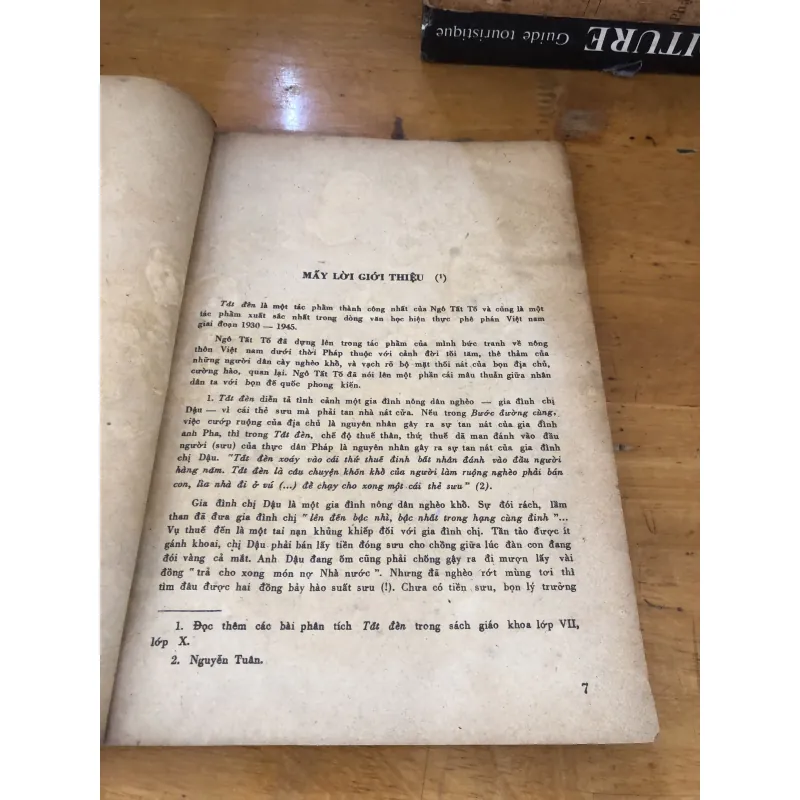 ITURE Guide touristique
MẤY LỜI GIỚI THIỆU (¹)
Tắt đèn là một tác phẩm thành công nhất của Ngô Tất Tố và cũng là một
tác phẩm xuất sắc nhất trong dòng văn học hiện thực phê phán Việt nam
giai đoạn 1930 — 1945.
Ngô Tất Tố đã dựng lên trong tác phẩm của mình bức tranh về nông
thôn Việt nam dưới thời Pháp thuộc với cảnh đời tối tăm, thê thảm của
những người dân cày nghèo khổ, và vạch rõ bộ mặt thối nát của bọn địa chủ,
cường hào, quan lại. Ngô Tất Tố đã nói lên một phần cái mâu thuẫn giữa nhân
dân ta với bọn đế quốc phong kiến.
1. Tắt đèn diễn tả tình cảnh một gia đình nông dân nghèo — gia đình chị
Dậu — vì cái thẻ sưu mà phải tan nhà nát cửa. Nếu trong Bước đường cùng,
việc cướp ruộng của địa chủ là nguyên nhân gây ra sự tan nát của gia đình
anh Pha, thì trong Tắt đèn, chế độ thuế thân, thứ thuế dã man đánh vào đầu
người (sưu) của thực dân Pháp là nguyên nhân gây ra sự tan nát của gia đình
chị Dậu. "Tắt đèn xoáy vào cái thứ thuế đinh bất nhân đánh vào đầu người
hàng năm. Tắt đèn là câu chuyện khốn khổ của người làm ruộng nghèo phải bán
con, lìa nhà đi ở vú (...) để chạy cho xong một cái thẻ sưu" (2).
Gia đình chị Dậu là một gia đình nông dân nghèo khổ. Sự đói rách, lầm
than đã đưa gia đình chị "lên đến bậc nhì, bậc nhất trong hạng cùng đinh"...
Vụ thuế đến là một tai nạn khủng khiếp đối với gia đình chị. Tần tảo được ít
gánh khoai, chị Dậu phải bán lấy tiền đóng sưu cho chồng giữa lúc đàn con đang
đói vàng cả mắt. Anh Dậu đang ốm cũng phải chống gậy ra đi mượn lấy vài
đồng "trả cho xong món nợ Nhà nước". Nhưng đã nghèo rớt mùng tơi thì
tìm đâu được hai đồng bảy hào suất sưu (!). Chưa có tiền sưu, bọn lý trưởng
1. Đọc thêm các bài phân tích Tắt đèn trong sách giáo khoa lớp VII,
lớp X.
2. Nguyễn Tuân.
7